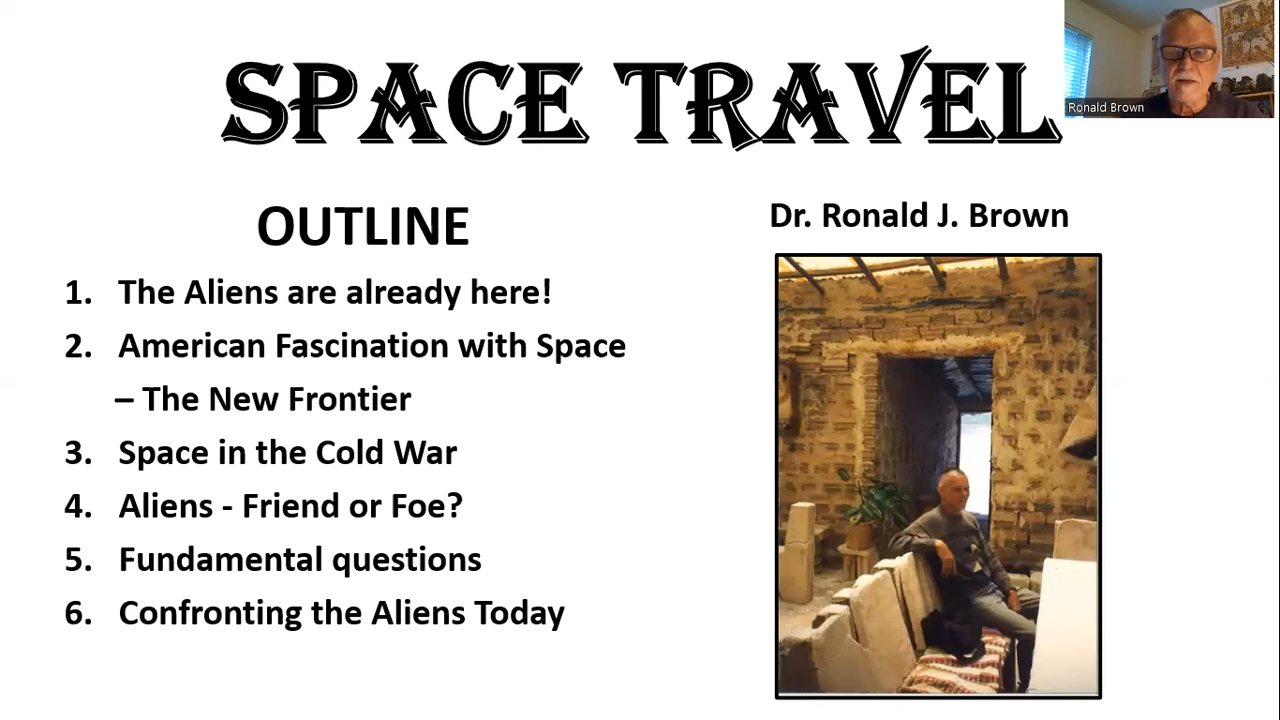 SPACE TRAVEL
Ronald Brown
OUTLINE
Dr. Ronald J. Brown
1. The Aliens are already here!
2. American Fascination with Space
– The New Frontier
3. Space in the Cold War
4. Aliens - Friend or Foe?
5. Fundamental questions
6. Confronting the Aliens Today